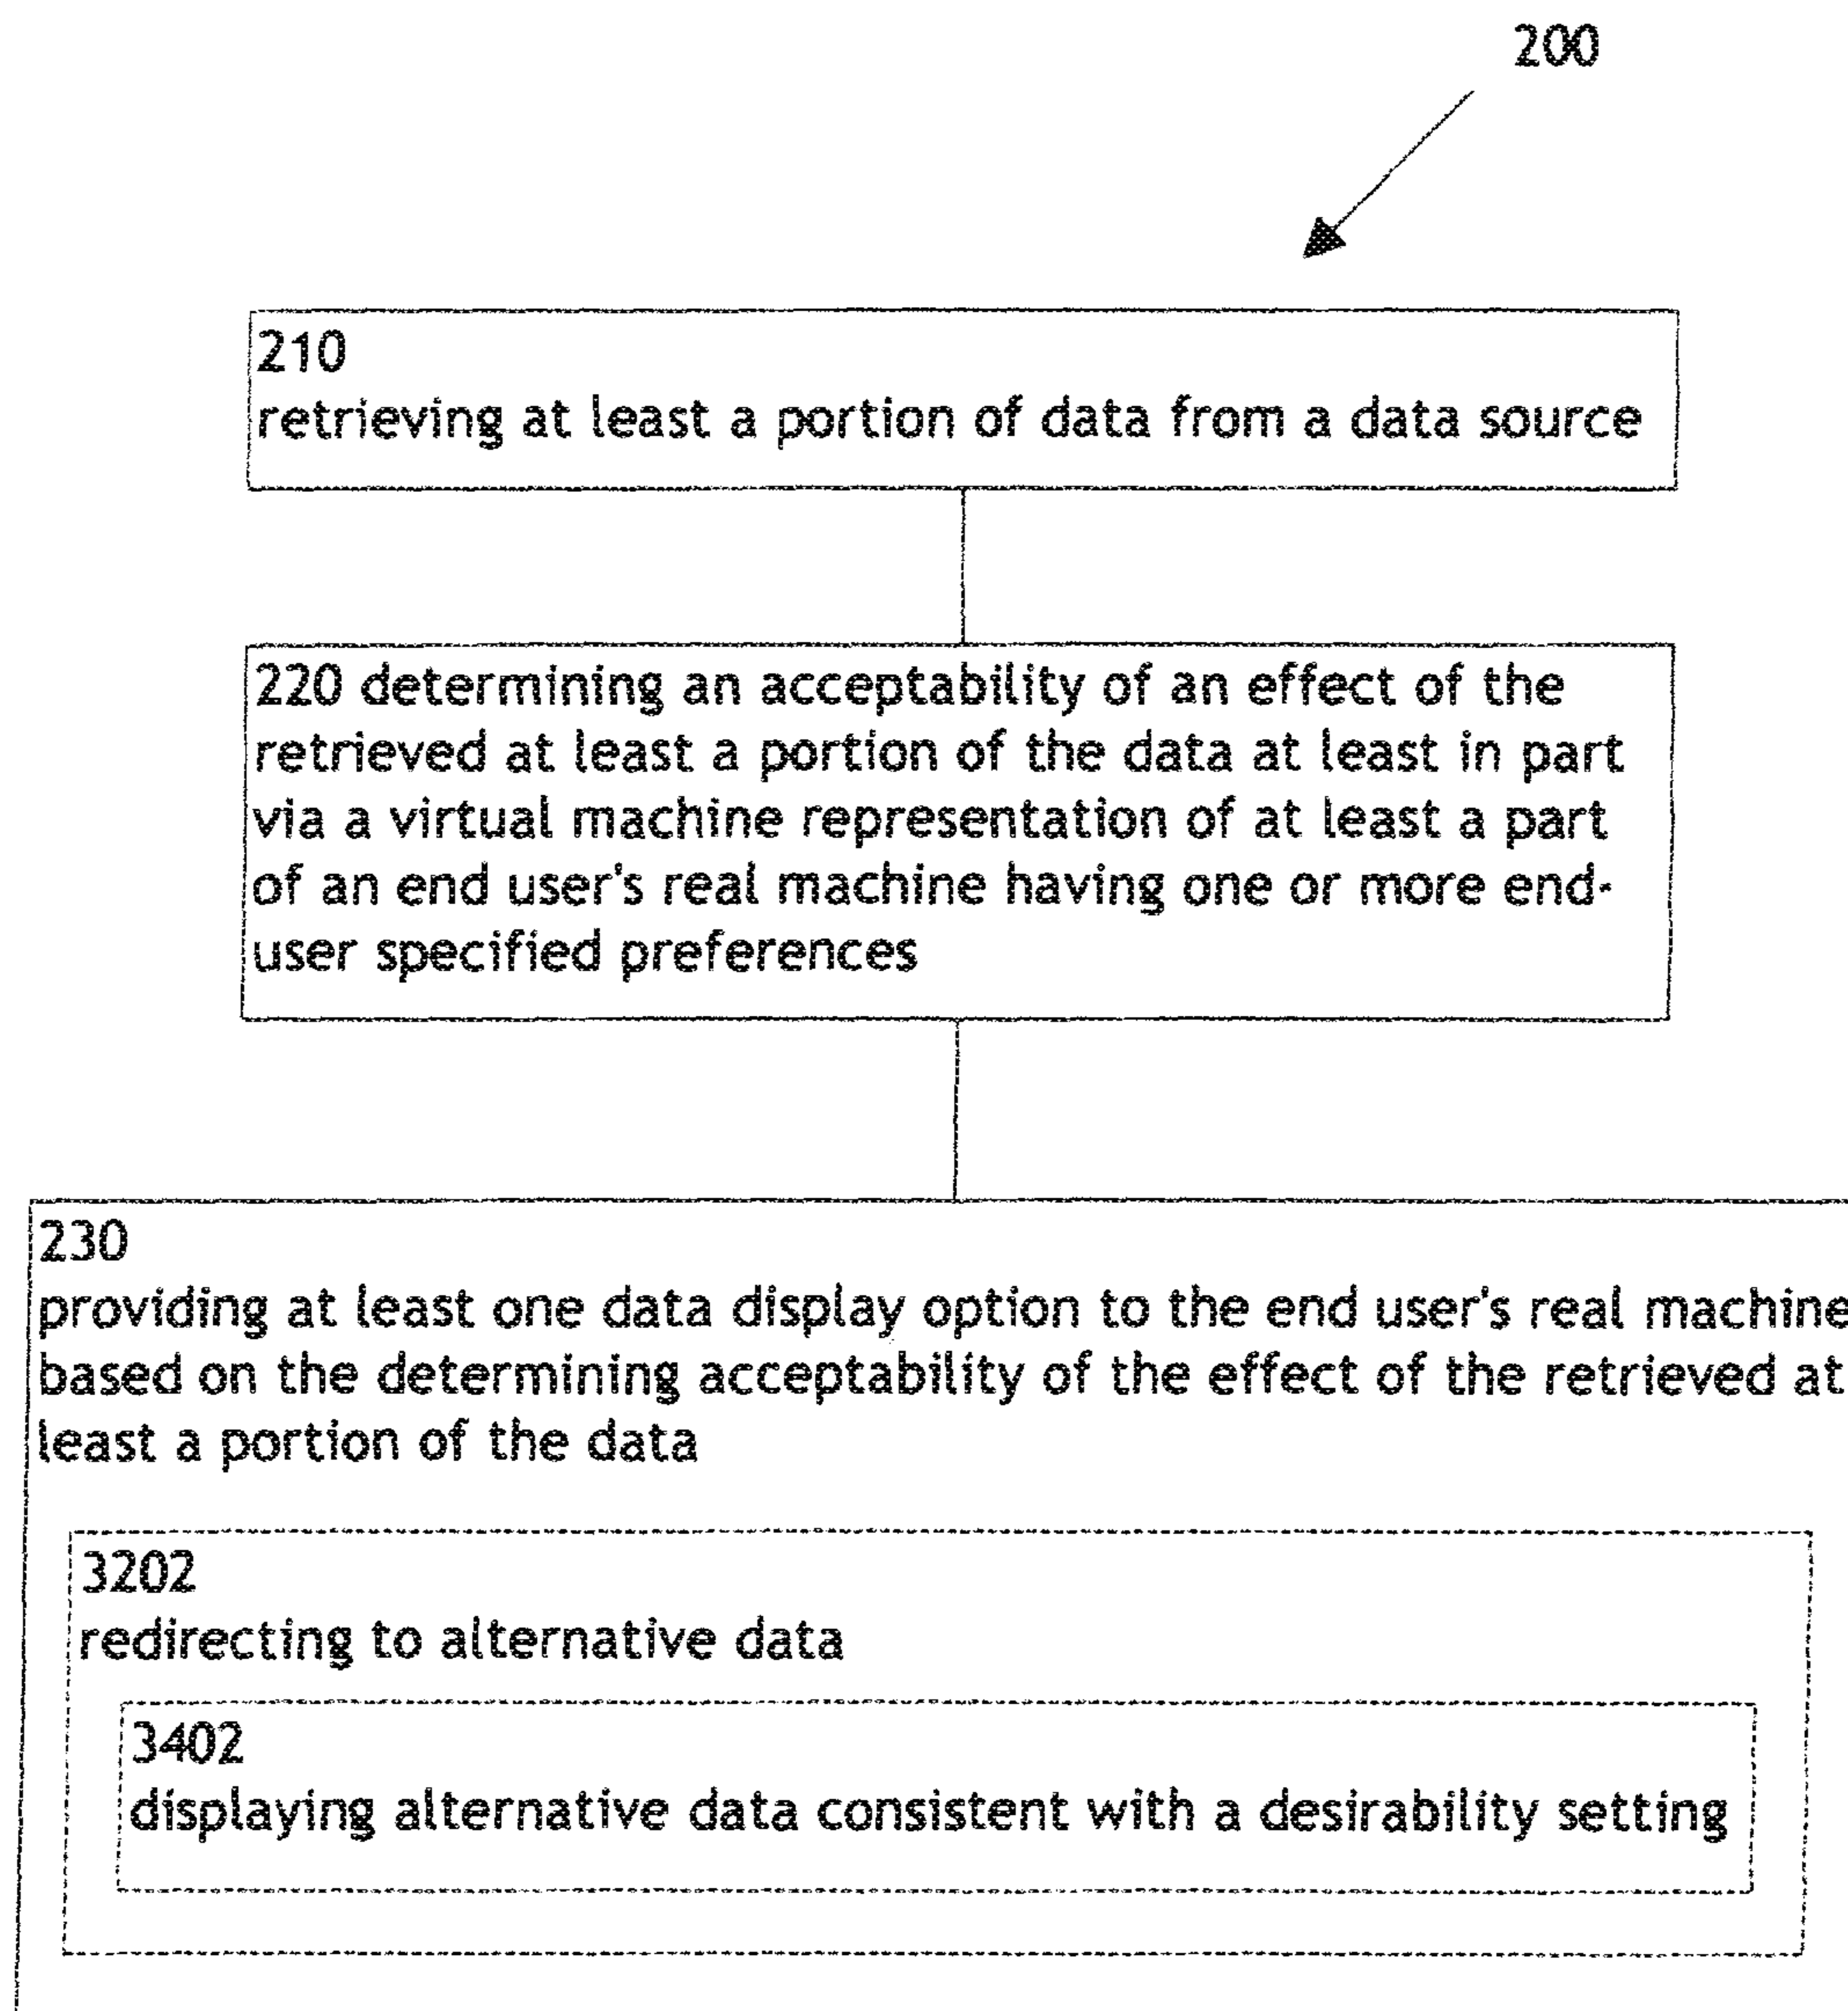 200
210
retrieving at least a portion of data from a data source
220 determining an acceptability of an effect of the
retrieved at least a portion of the data at least in part
via a virtual machine representation of at least a part
of an end user's real machine having one or more end-
user specified preferences
230
providing at least one data display option to the end user's real machine
based on the determining acceptability of the effect of the retrieved at
least a portion of the data
3202
redirecting to alternative data
3402
displaying alternative data consistent with a desirability setting